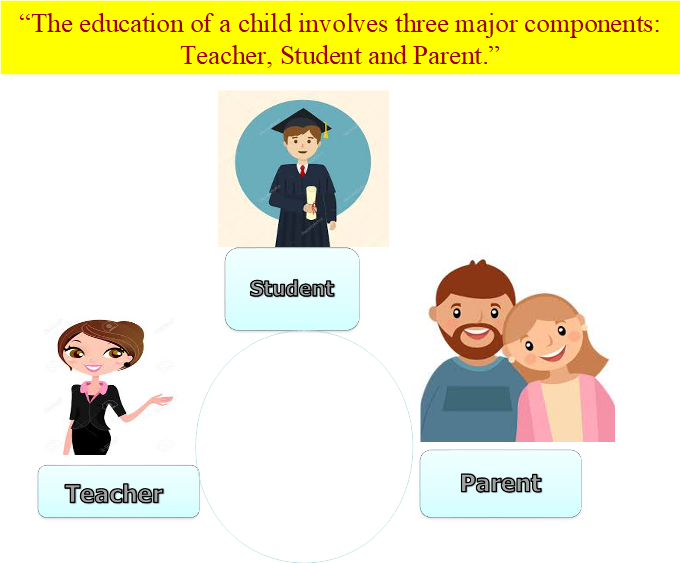 “The education of a child involves three major components:
Teacher, Student and Parent.”
Student
Teacher
Parent